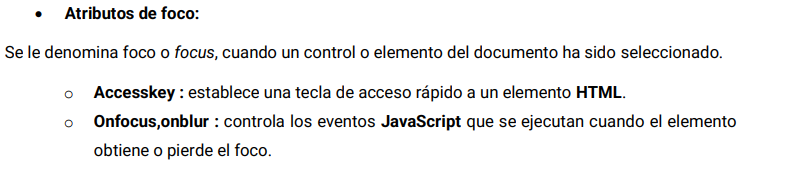 • Atributos de foco:
Se le denomina foco o focus, cuando un control o elemento del documento ha sido seleccionado.
o Accesskey : establece una tecla de acceso rápido a un elemento HTML.
o Onfocus,onblur : controla los eventos JavaScript que se ejecutan cuando el elemento
obtiene o pierde el foco.